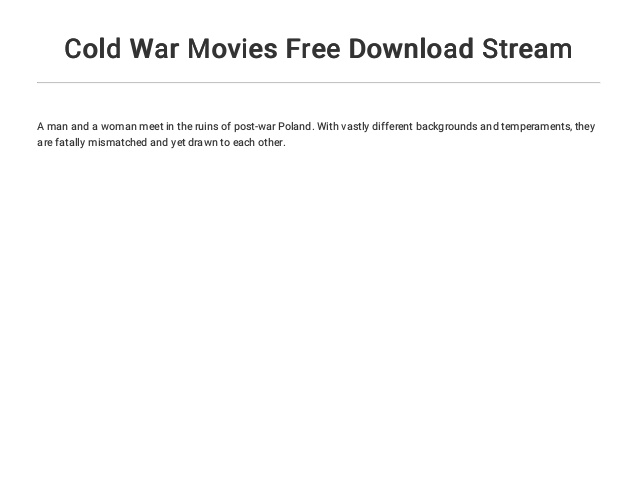 Cold War Movies Free Download Stream
A man and a woman meet in the ruins of post-war Poland. With vastly different backgrounds and temperaments, they
are fatally mismatched and yet drawn to each other.